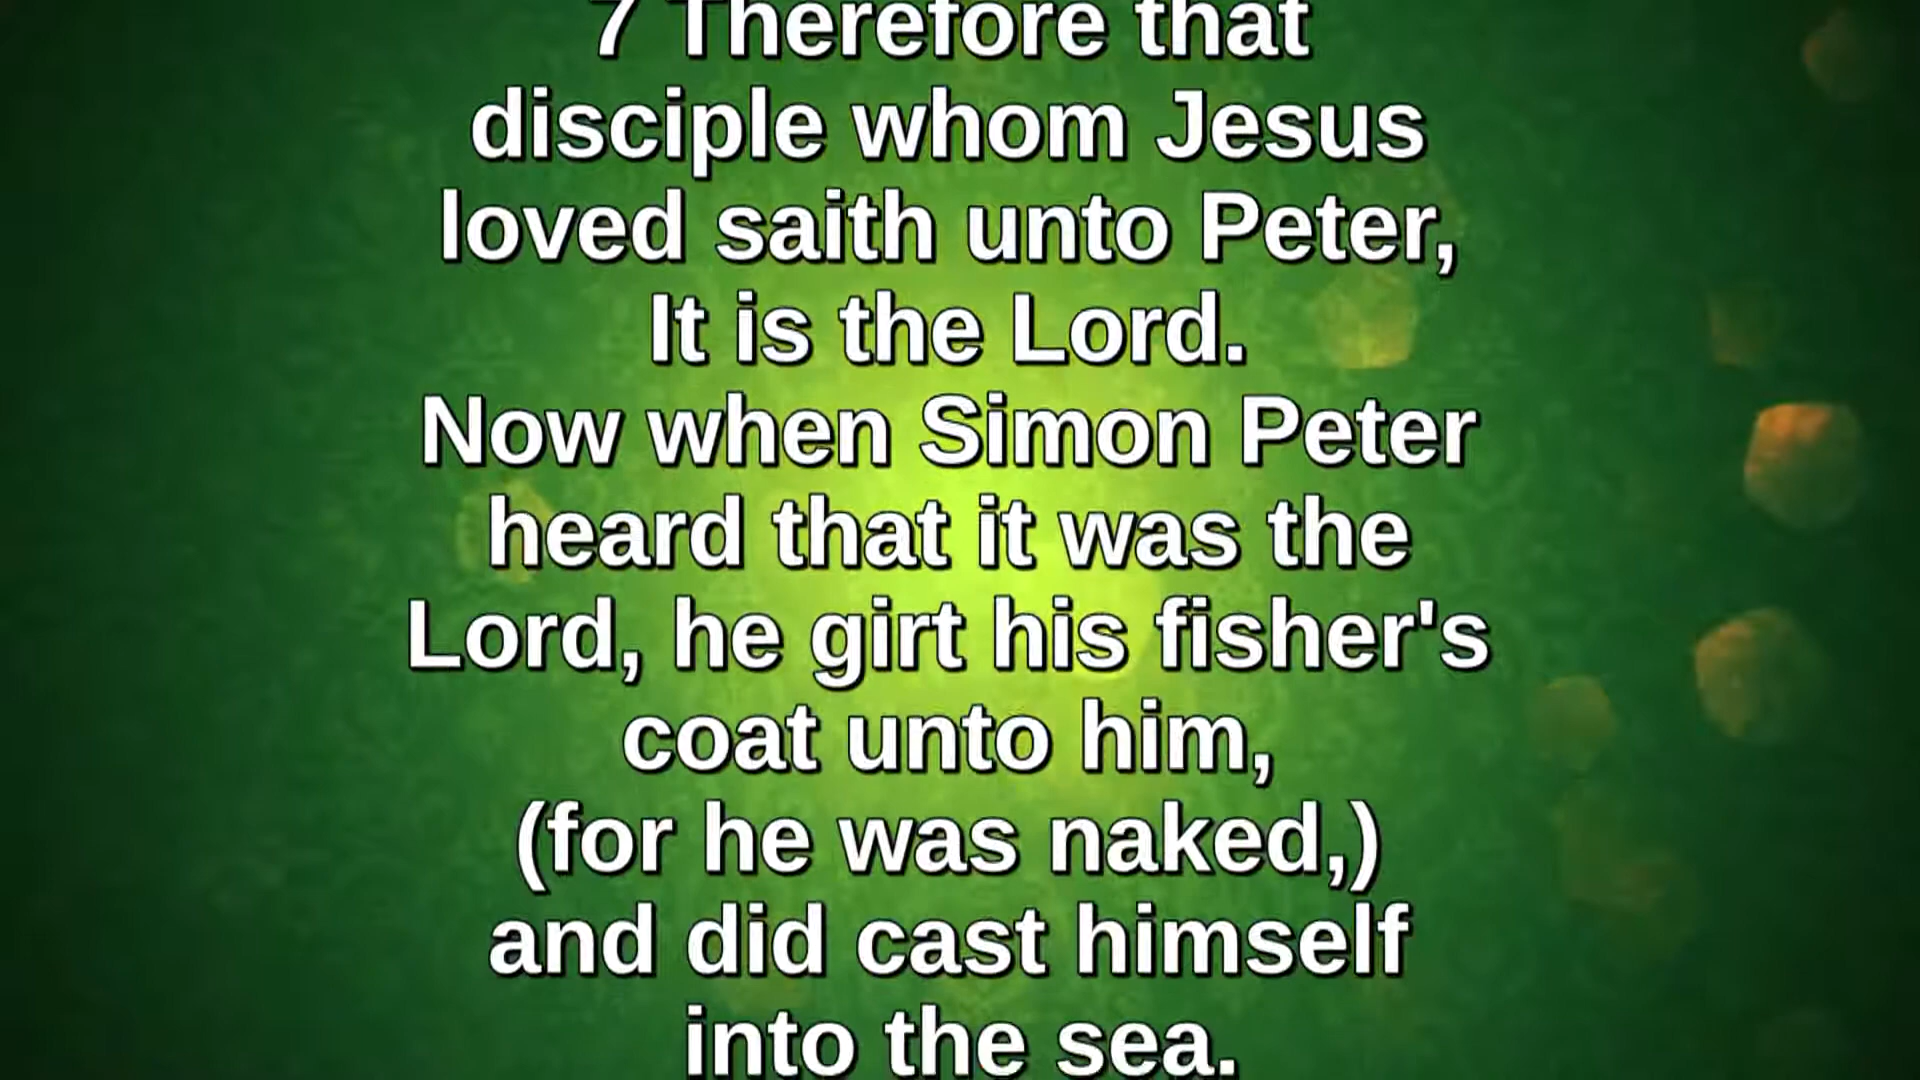 7 Therefore that
disciple whom Jesus
loved saith unto Peter,
It is the Lord.
Now when Simon Peter
heard that it was the
Lord, he girt his fisher's
coat unto him,
(for he was naked,)
and did cast himself
into the sea.